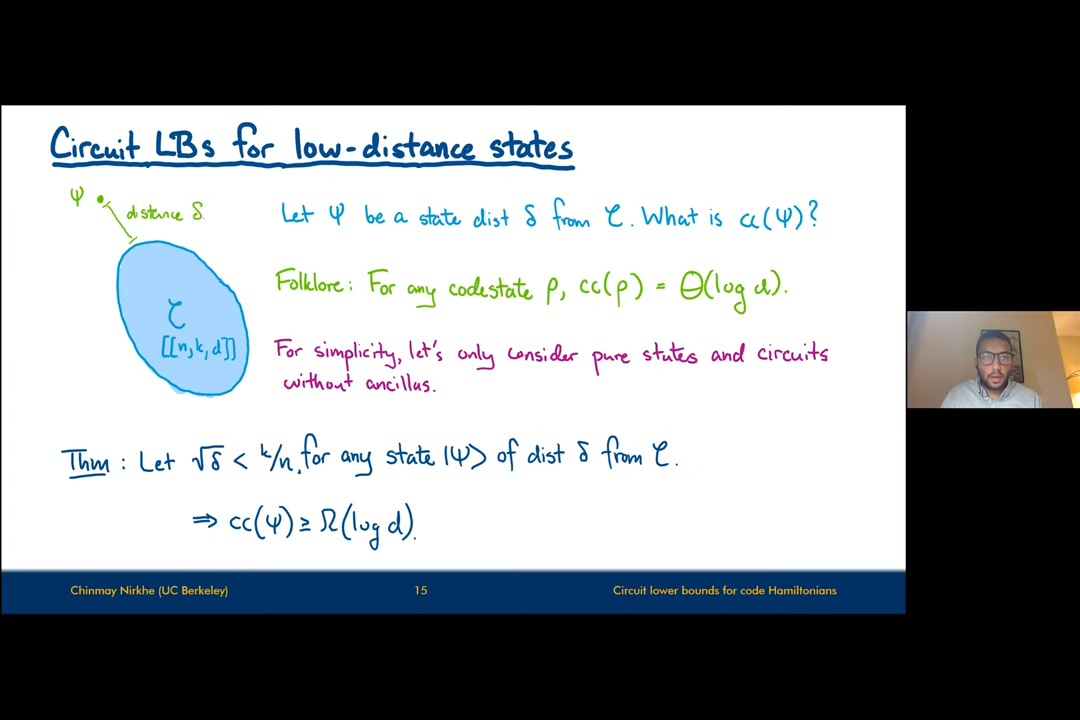 Circuit LBs for low-distance states
ψ
distance δ
Let ψ be a state dist δ from C. What is cc(ψ)?
Folklore: For any codestate ρ, cc(ρ) = Θ(log d).
C
[[n,k,d]]
For simplicity, let's only consider pure states and circuits
without ancillas.
Thm: Let √δ < k/n, for any state |ψ> of dist δ from C.
⇒ cc(ψ) ≥ Ω(log d).
Chinmay Nirkhe (UC Berkeley)
15
Circuit lower bounds for code Hamiltonians